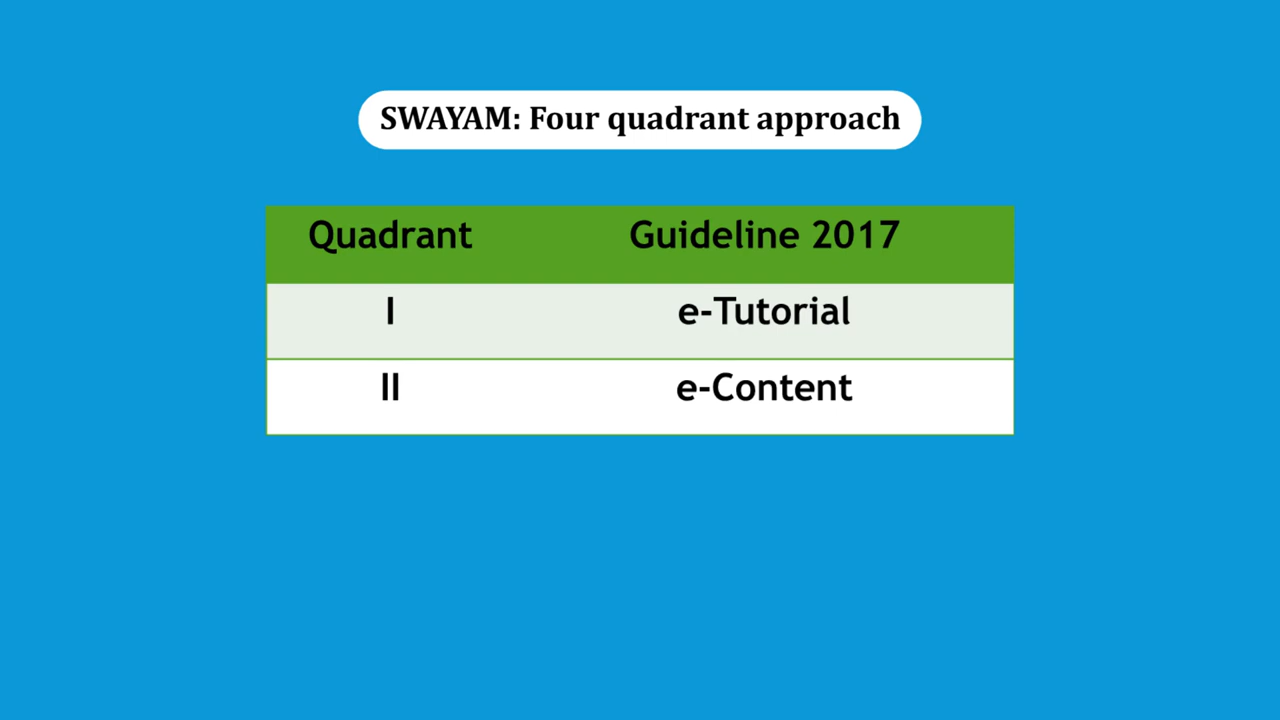 SWAYAM: Four quadrant approach
Quadrant Guideline 2017
I e-Tutorial
II e-Content